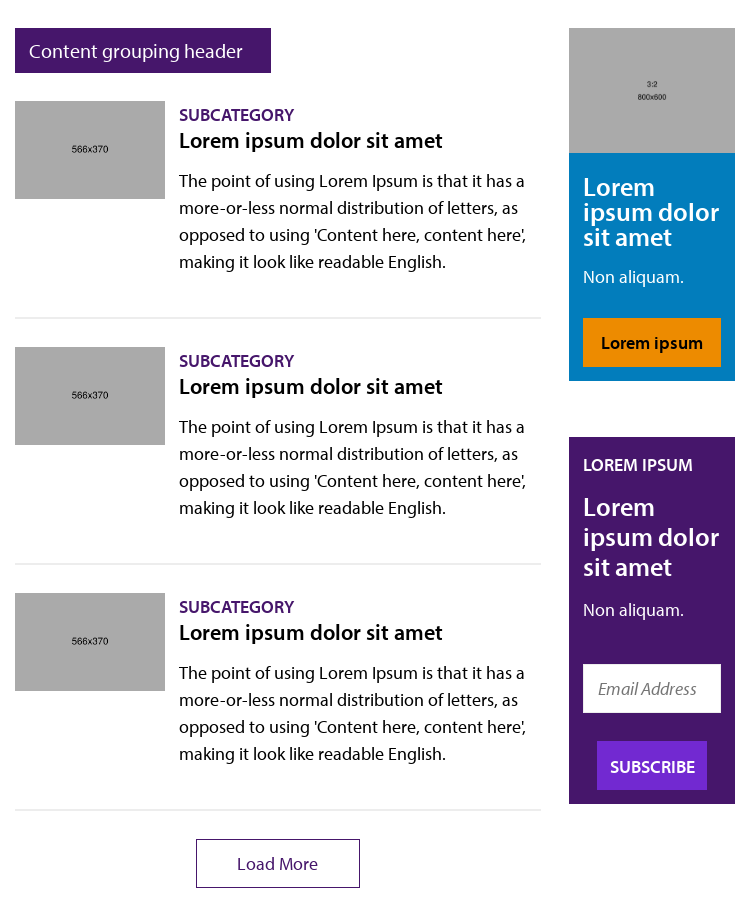 Content grouping header
566x370
SUBCATEGORY
Lorem ipsum dolor sit amet
The point of using Lorem Ipsum is that it has a
more-or-less normal distribution of letters, as
opposed to using 'Content here, content here',
making it look like readable English.
566x370
SUBCATEGORY
Lorem ipsum dolor sit amet
The point of using Lorem Ipsum is that it has a
more-or-less normal distribution of letters, as
opposed to using 'Content here, content here',
making it look like readable English.
566x370
SUBCATEGORY
Lorem ipsum dolor sit amet
The point of using Lorem Ipsum is that it has a
more-or-less normal distribution of letters, as
opposed to using 'Content here, content here',
making it look like readable English.
Load More
3:2
800x600
Lorem
ipsum dolor
sit amet
Non aliquam.
Lorem ipsum
LOREM IPSUM
Lorem
ipsum dolor
sit amet
Non aliquam.
Email Address
SUBSCRIBE